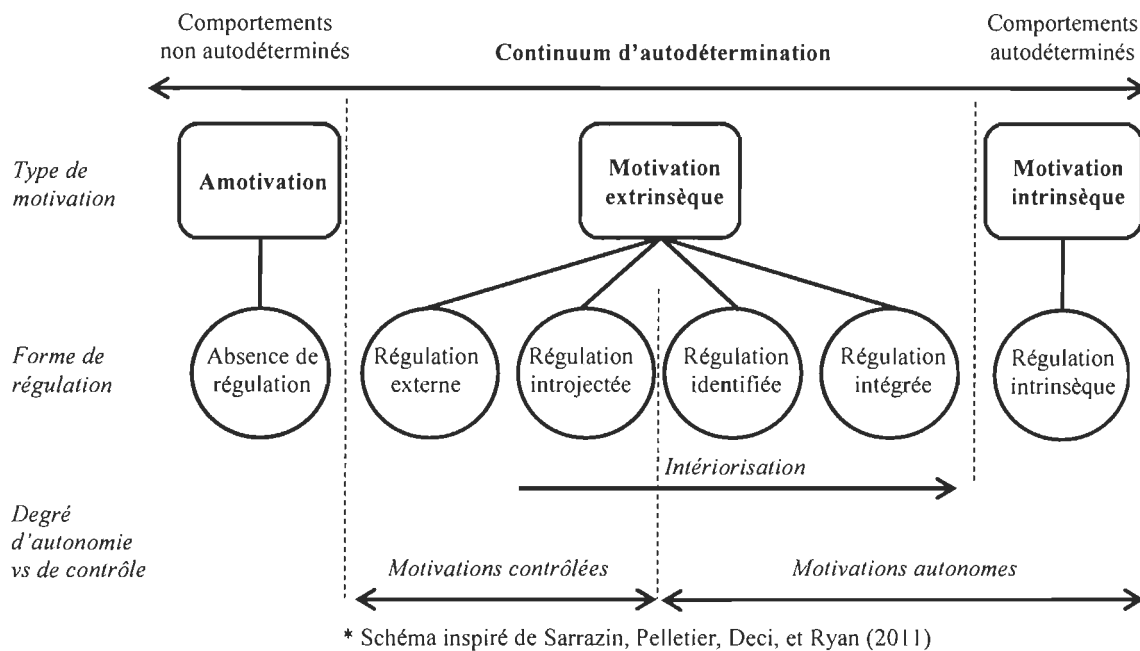 Comportements
non autodéterminés
Continuum d'autodétermination
Comportements
autodéterminés
Type de
motivation
Amotivation
Motivation
extrinsèque
Motivation
intrinsèque
Forme de
régulation
Absence de
régulation
Régulation
externe
Régulation
introjectée
Régulation
identifiée
Régulation
intégrée
Régulation
intrinsèque
Intériorisation
Degré
d'autonomie
vs de contrôle
Motivations contrôlées
Motivations autonomes
* Schéma inspiré de Sarrazin, Pelletier, Deci, et Ryan (2011)